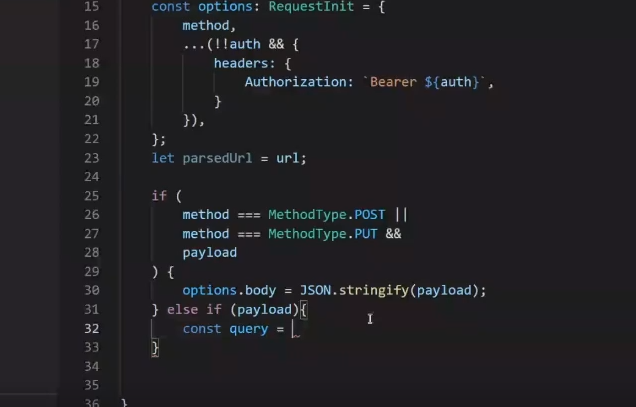 15 const options: RequestInit = {
16 method,
17 ...(!!auth && {
18 headers: {
19 Authorization: `Bearer ${auth}`,
20 }
21 }),
22 };
23 let parsedUrl = url;
24
25 if (
26 method === MethodType.POST ||
27 method === MethodType.PUT &&
28 payload
29 ) {
30 options.body = JSON.stringify(payload);
31 } else if (payload){
32 const query =
33 }
34
35
36 }